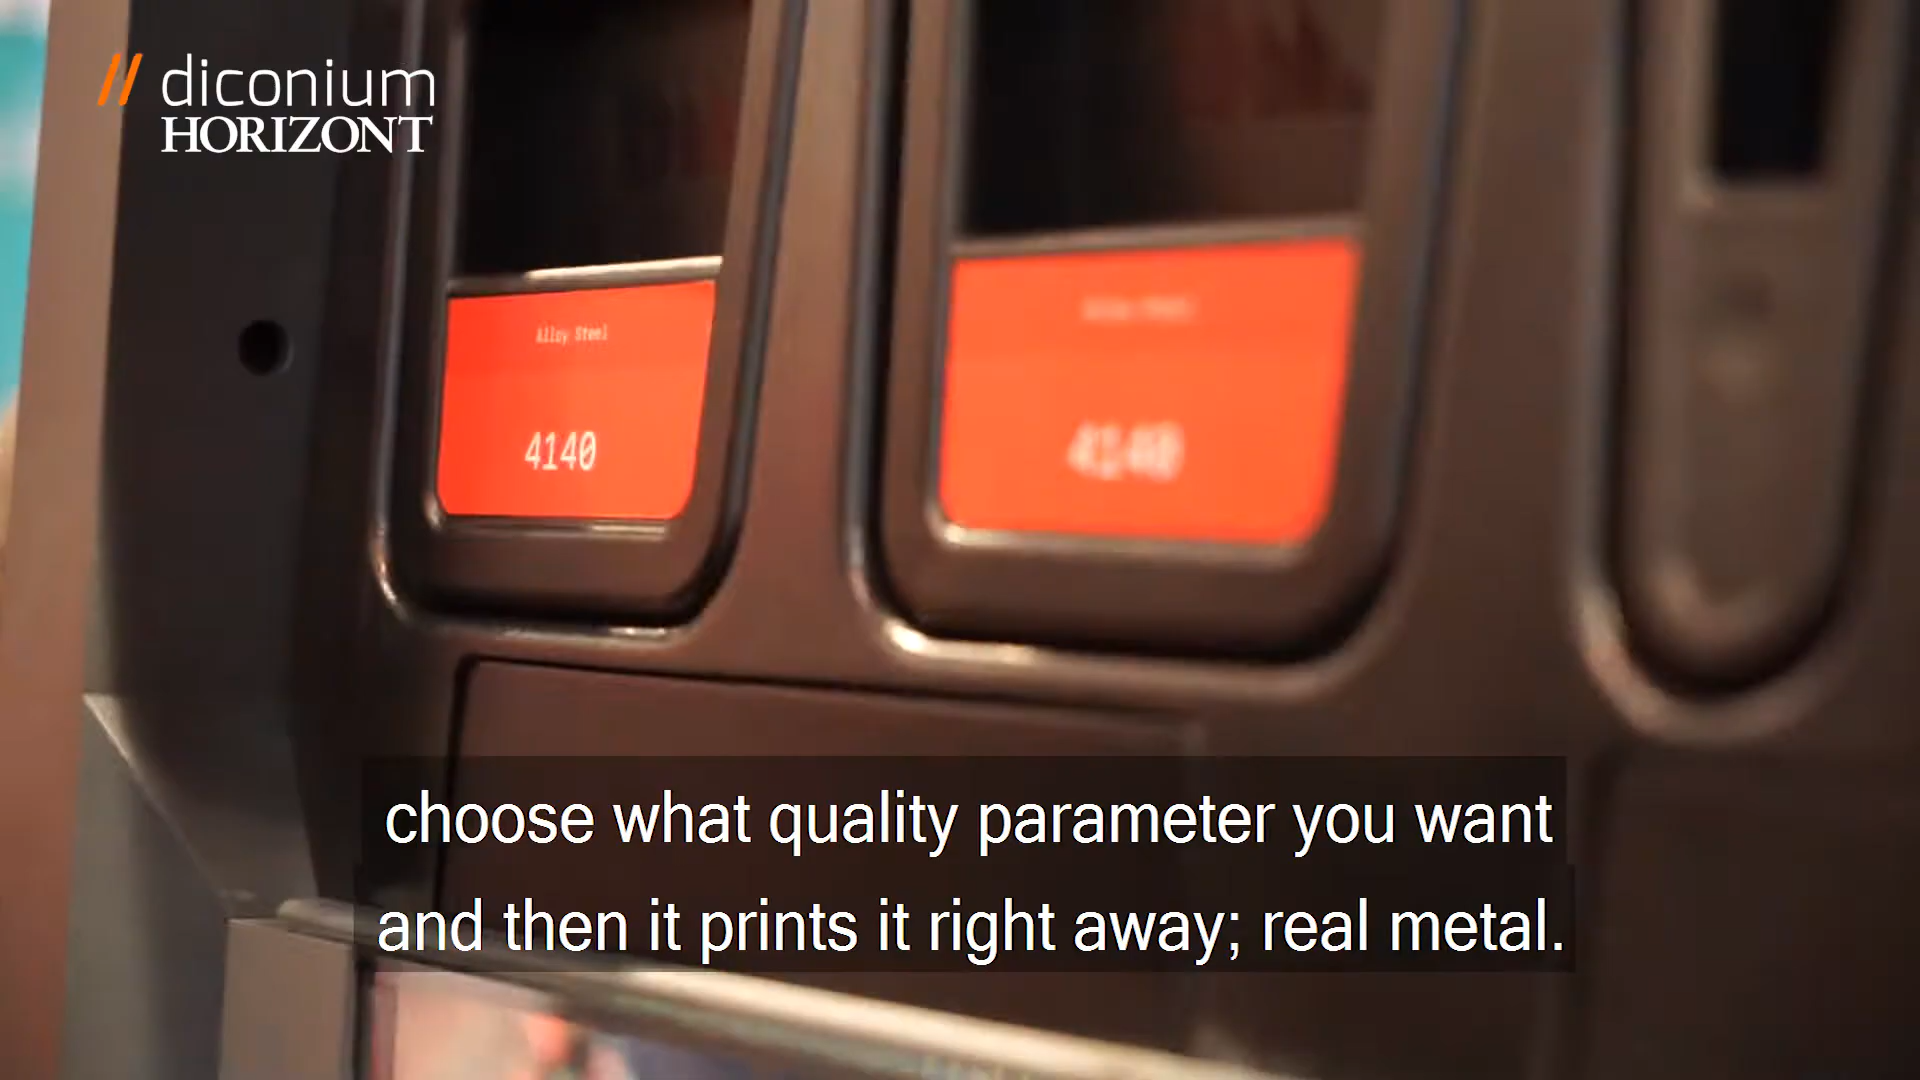 // diconium
HORIZONT
Alloy Steel
4140
4140
choose what quality parameter you want
and then it prints it right away; real metal.